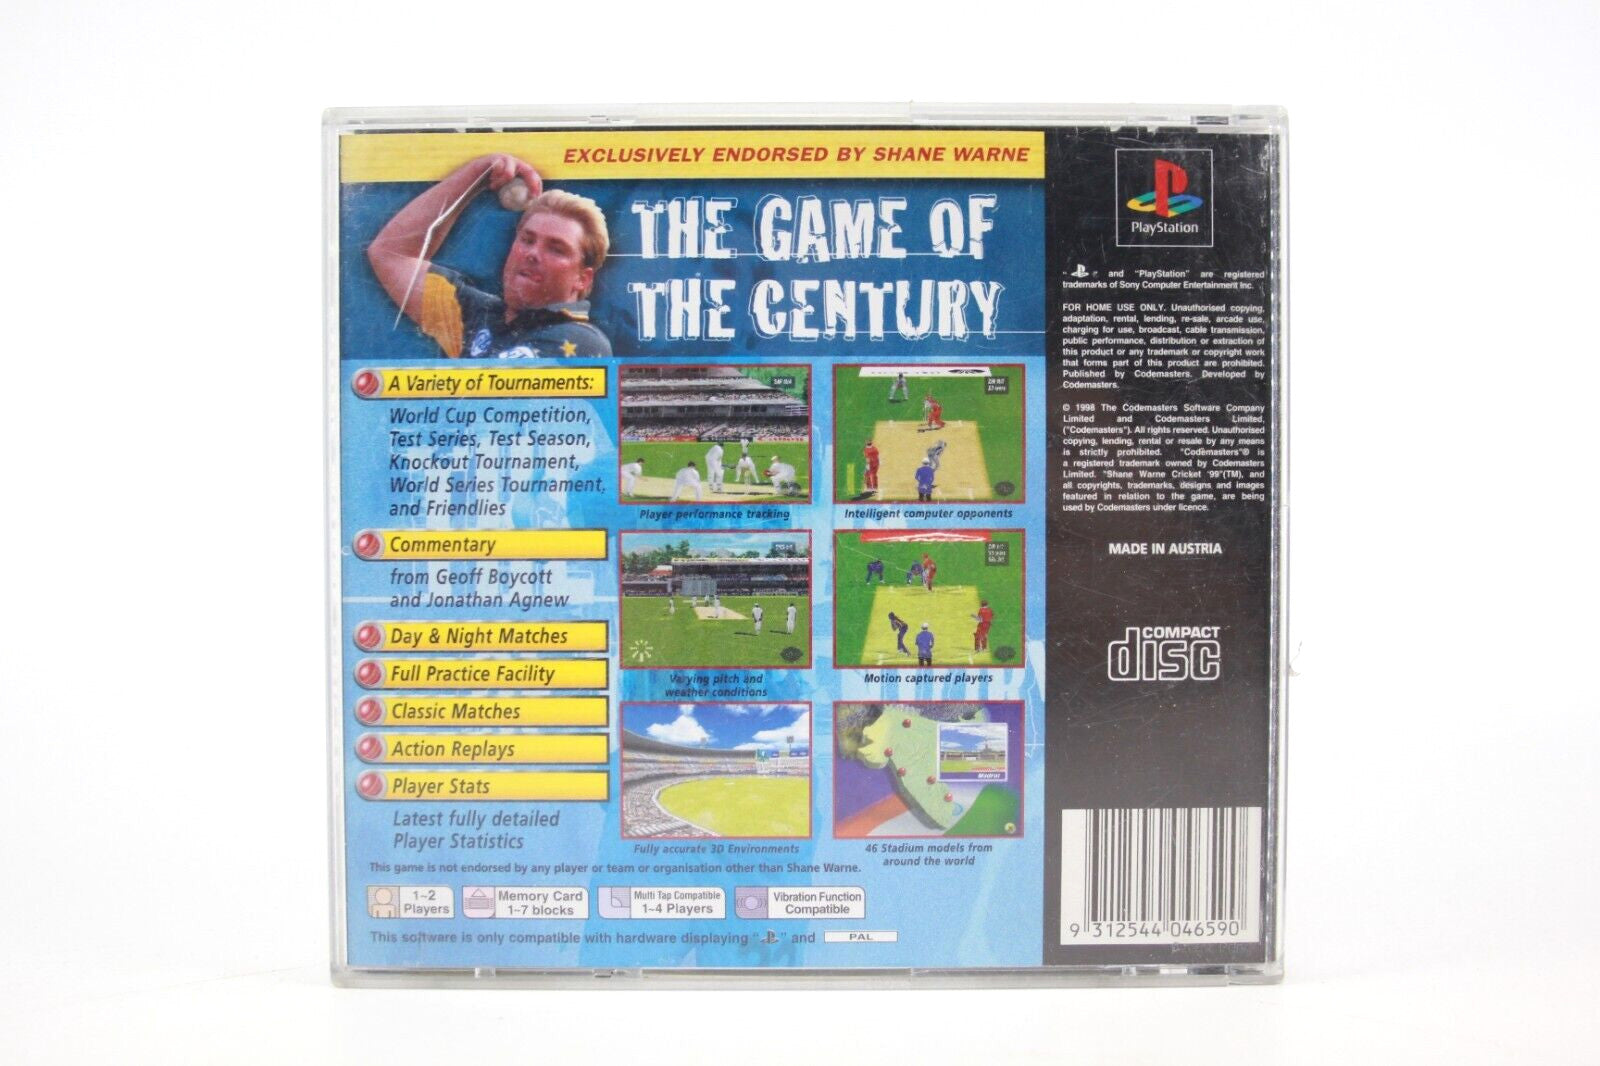 EXCLUSIVELY ENDORSED BY SHANE WARNE
THE GAME OF
THE CENTURY
A Variety of Tournaments:
World Cup Competition,
Test Series, Test Season,
Knockout Tournament,
World Series Tournament,
and Friendlies
Commentary
from Geoff Boycott
and Jonathan Agnew
Day & Night Matches
Full Practice Facility
Classic Matches
Action Replays
Player Stats
Latest fully detailed
Player Statistics
Player performance tracking
Intelligent computer opponents
Varying pitch and
weather conditions
Motion captured players
Fully accurate 3D Environments
Madras
46 Stadium models from
around the world
This game is not endorsed by any player or team or organisation other than Shane Warne.
1~2
Players
Memory Card
1~7 blocks
Multi Tap Compatible
1~4 Players
Vibration Function
Compatible
This software is only compatible with hardware displaying " " and PAL
PlayStation
" " and "PlayStation" are registered
trademarks of Sony Computer Entertainment Inc.
FOR HOME USE ONLY. Unauthorised copying,
adaptation, rental, lending, re-sale, arcade use,
charging for use, broadcast, cable transmission,
public performance, distribution or extraction of
this product or any trademark or copyright work
that forms part of this product are prohibited.
Published by Codemasters. Developed by
Codemasters.
© 1998 The Codemasters Software Company
Limited and Codemasters Limited.
("Codemasters"). All rights reserved. Unauthorised
copying, lending, rental or resale by any means
is strictly prohibited. "Codemasters"® is
a registered trademark owned by Codemasters
Limited. "Shane Warne Cricket '99"(TM), and
all copyrights, trademarks, designs and images
featured in relation to the game, are being
used by Codemasters under licence.
MADE IN AUSTRIA
COMPACT
disc
9 312544 046590